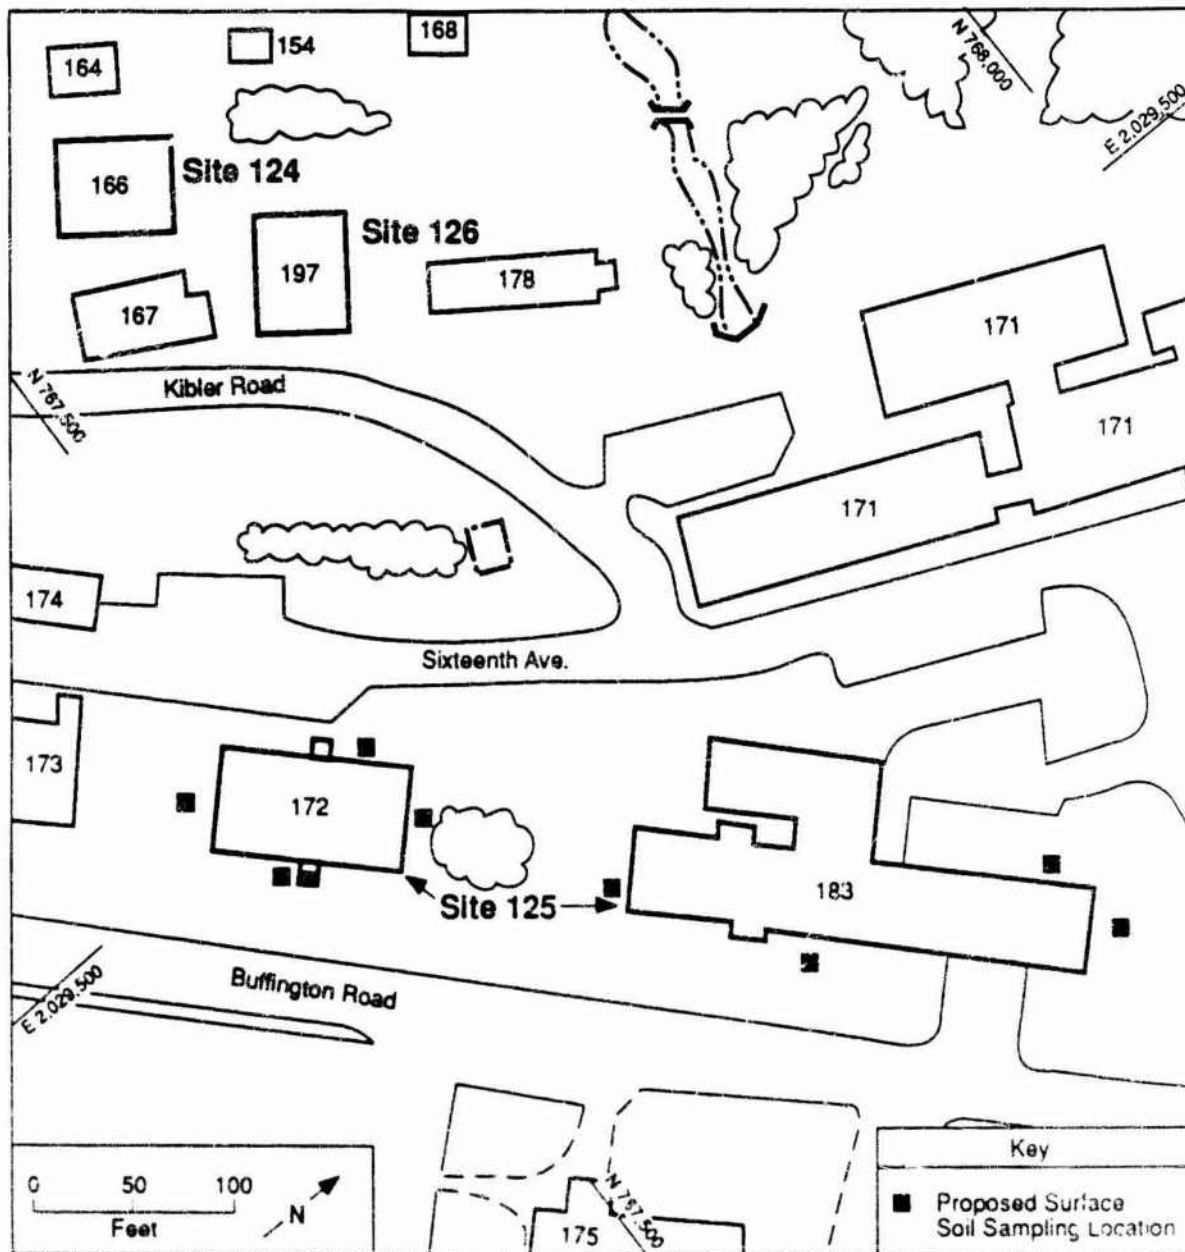 168
154
164
N 768,000
E 2,029,500
Site 124
166
Site 126
197
178
167
171
Kibler Road
N 767,500
171
171
174
Sixteenth Ave.
173
172
183
Site 125
Buffington Road
E 2,029,500
Key
0 50 100
Feet
N
N 767,500
175
Proposed Surface
Soil Sampling Location